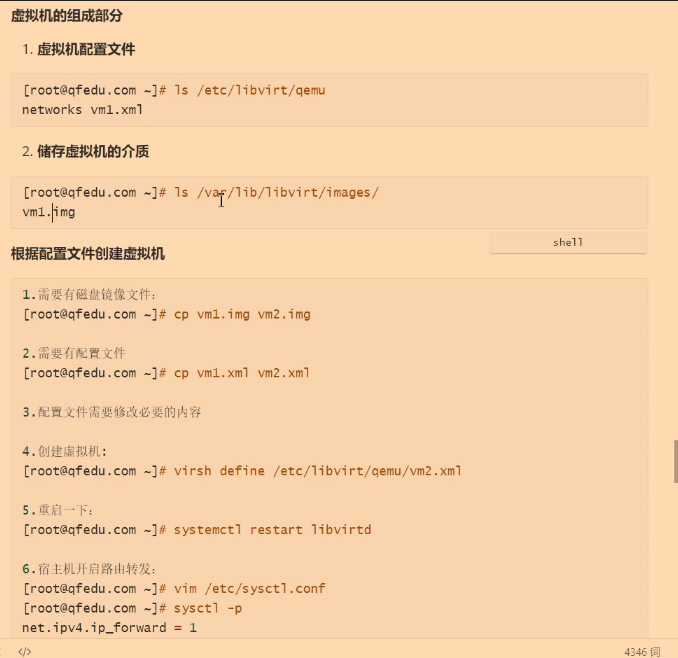 虚拟机的组成部分
1. 虚拟机配置文件
[root@qfedu.com ~]# ls /etc/libvirt/qemu
networks vm1.xml
2. 储存虚拟机的介质
[root@qfedu.com ~]# ls /var/lib/libvirt/images/
vm1.img
shell
根据配置文件创建虚拟机
1.需要有磁盘镜像文件：
[root@qfedu.com ~]# cp vm1.img vm2.img
2.需要有配置文件
[root@qfedu.com ~]# cp vm1.xml vm2.xml
3.配置文件需要修改必要的内容
4.创建虚拟机:
[root@qfedu.com ~]# virsh define /etc/libvirt/qemu/vm2.xml
5.重启一下：
[root@qfedu.com ~]# systemctl restart libvirtd
6.宿主机开启路由转发：
[root@qfedu.com ~]# vim /etc/sysctl.conf
[root@qfedu.com ~]# sysctl -p
net.ipv4.ip_forward = 1
</> 4346 词